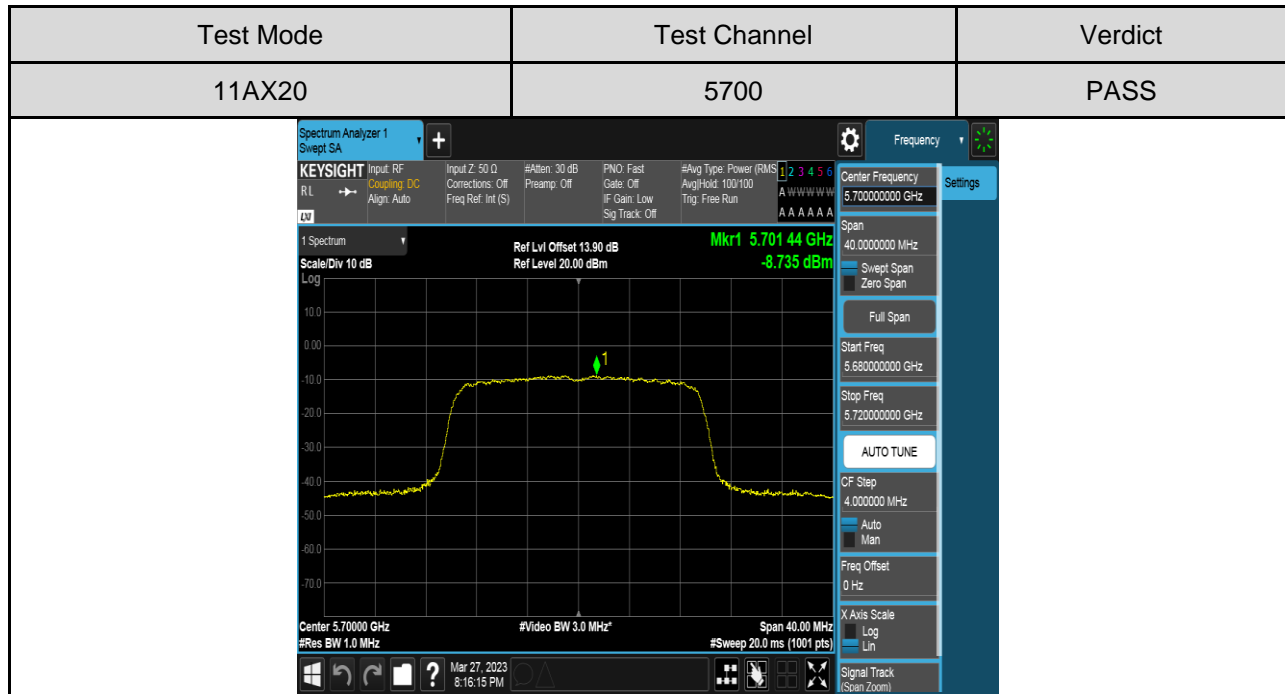 Test Mode Test Channel Verdict
11AX20 5700 PASS
Spectrum Analyzer 1
Swept SA
+
Frequency
KEYSIGHT
RL
LXI
Input: RF
Coupling: DC
Align: Auto
Input Z: 50 Ω
Corrections: Off
Freq Ref: Int (S)
#Atten: 30 dB
Preamp: Off
PNO: Fast
Gate: Off
IF Gain: Low
Sig Track: Off
#Avg Type: Power (RMS
Avg|Hold: 100/100
Trig: Free Run
1 2 3 4 5 6
A W W W W W
A A A A A A
1 Spectrum
Scale/Div 10 dB
Ref Lvl Offset 13.90 dB
Ref Level 20.00 dBm
Mkr1 5.701 44 GHz
-8.735 dBm
Log
10.0
0.00
-10.0
-20.0
-30.0
-40.0
-50.0
-60.0
-70.0
1
Center 5.70000 GHz
#Res BW 1.0 MHz
#Video BW 3.0 MHz*
Span 40.00 MHz
#Sweep 20.0 ms (1001 pts)
?
Mar 27, 2023
8:16:15 PM
Center Frequency
5.700000000 GHz
Settings
Span
40.0000000 MHz
Swept Span
Zero Span
Full Span
Start Freq
5.680000000 GHz
Stop Freq
5.720000000 GHz
AUTO TUNE
CF Step
4.000000 MHz
Auto
Man
Freq Offset
0 Hz
X Axis Scale
Log
Lin
Signal Track
(Span Zoom)